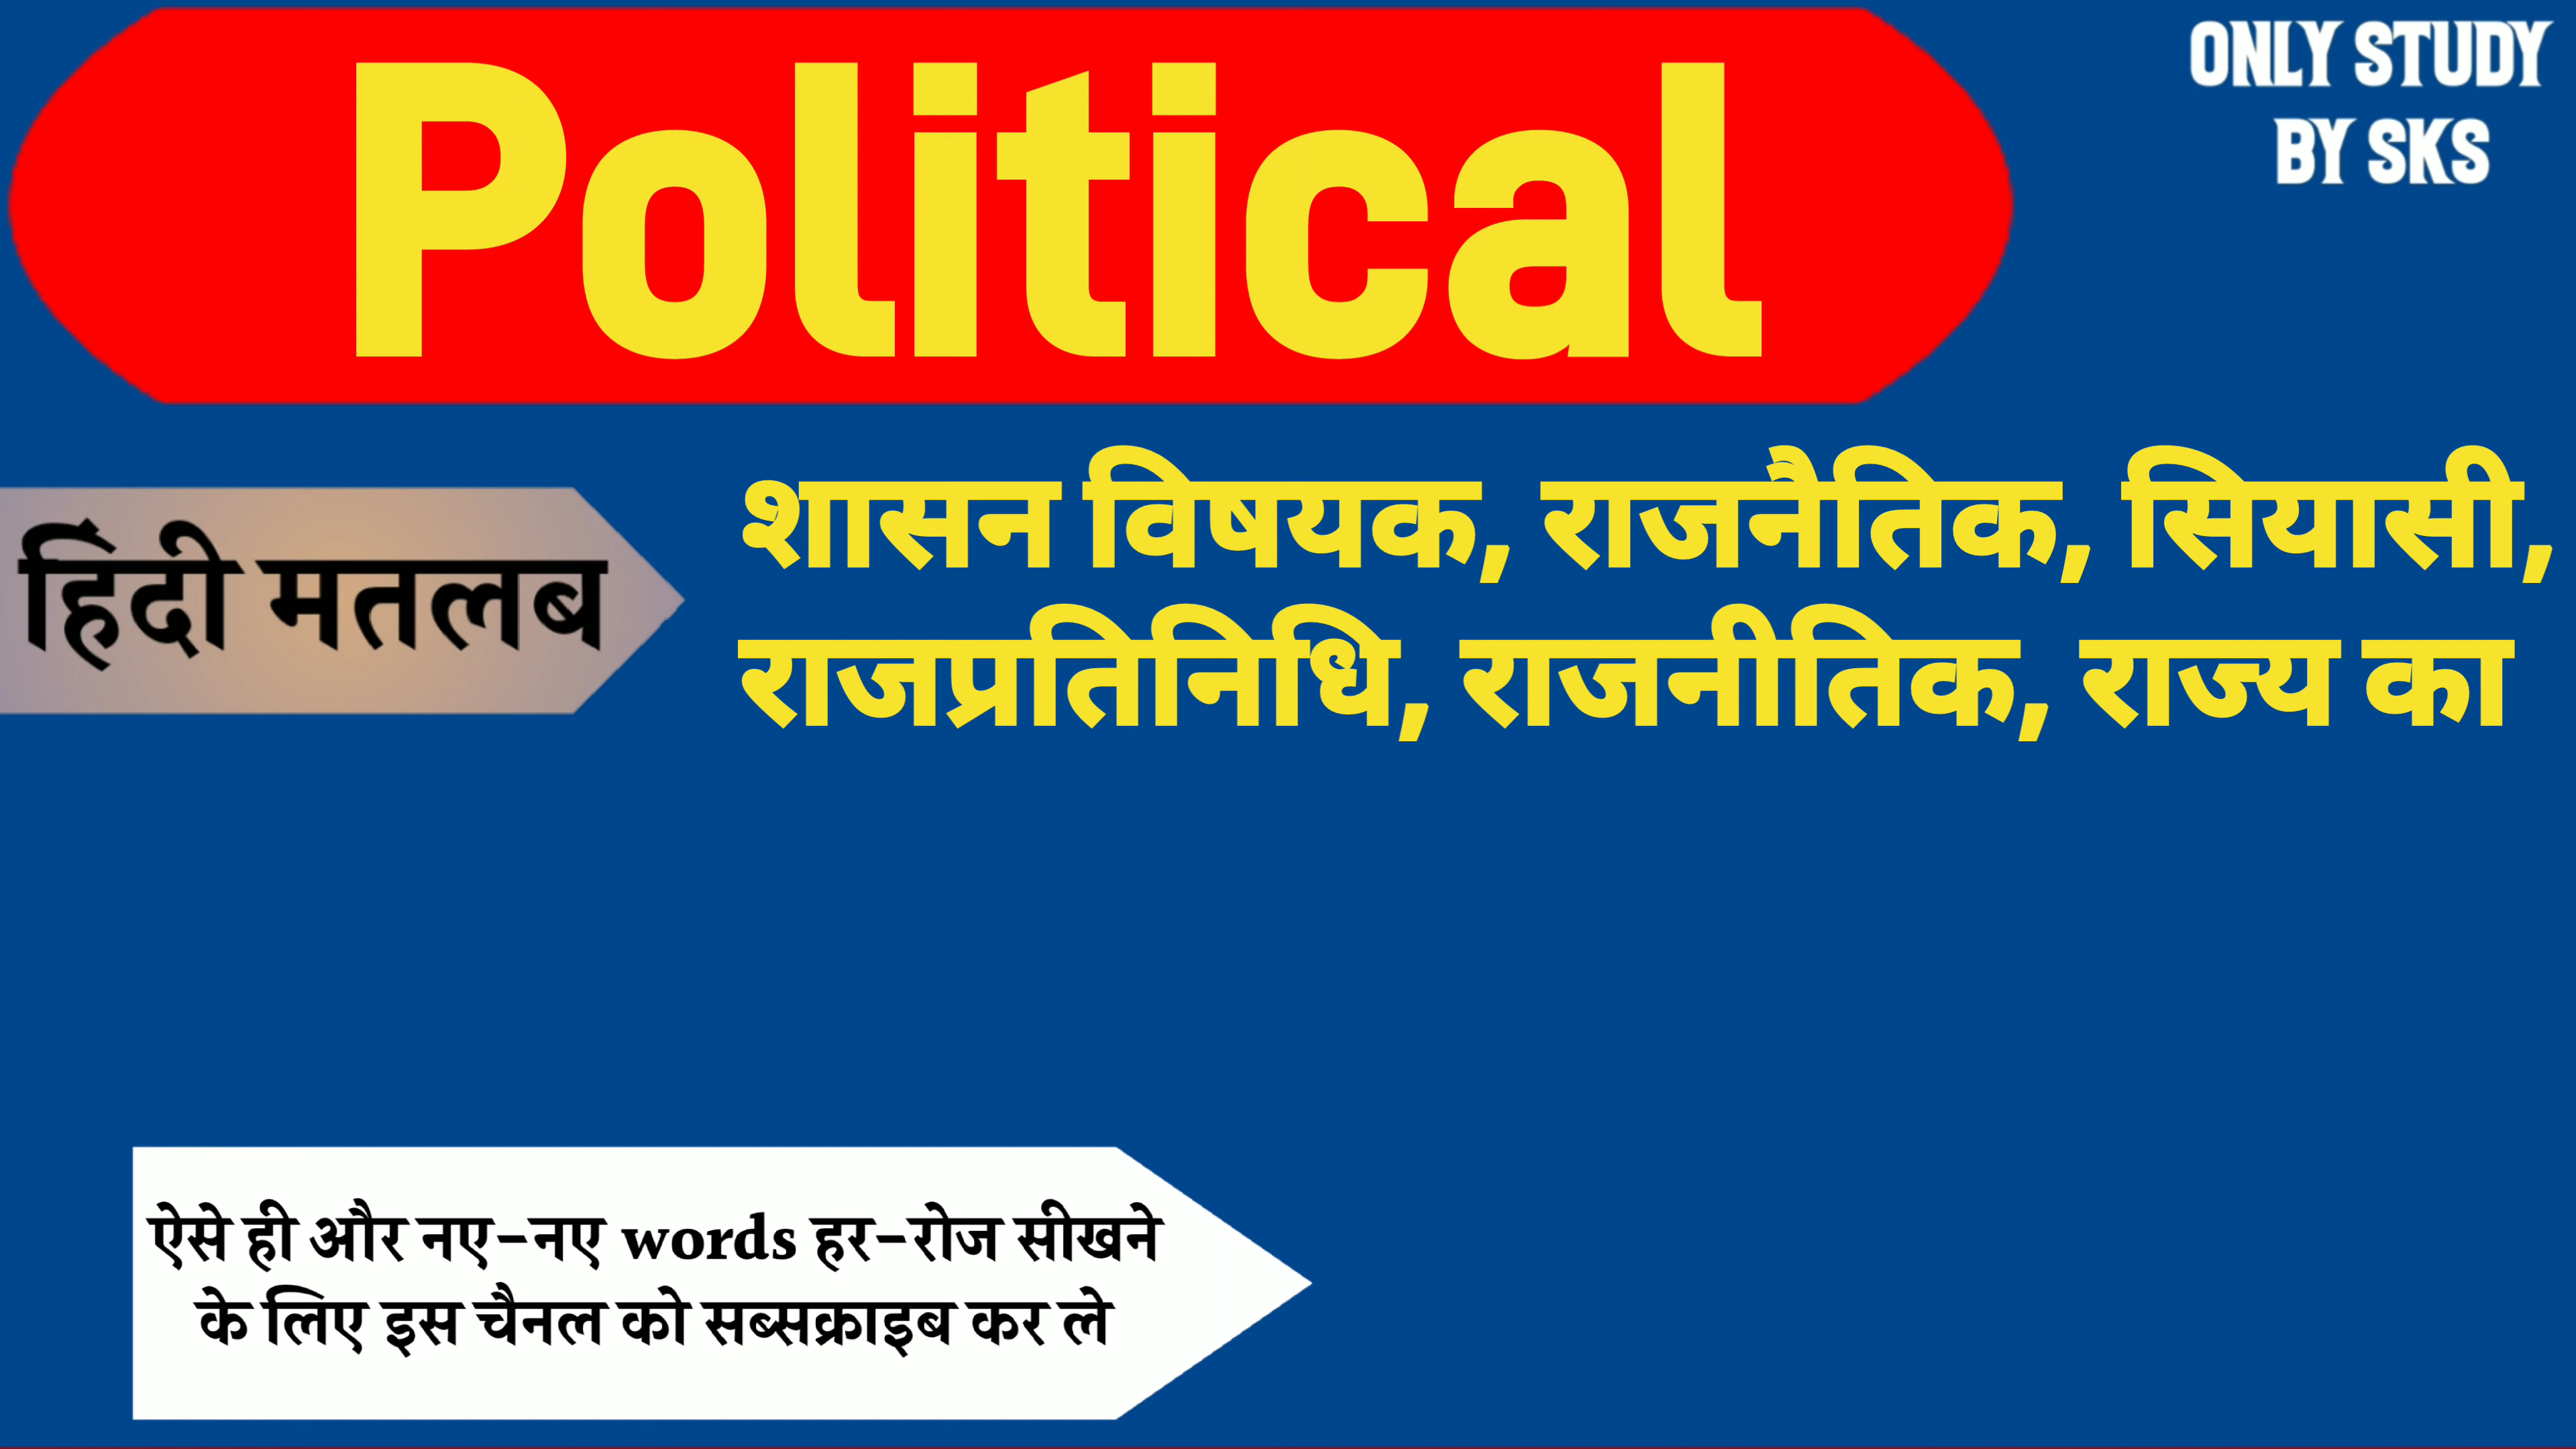 Political
ONLY STUDY
BY SKS
हिंदी मतलब
शासन विषयक, राजनैतिक, सियासी,
राजप्रतिनिधि, राजनीतिक, राज्य का
ऐसे ही और नए-नए words हर-रोज सीखने
के लिए इस चैनल को सब्सक्राइब कर ले